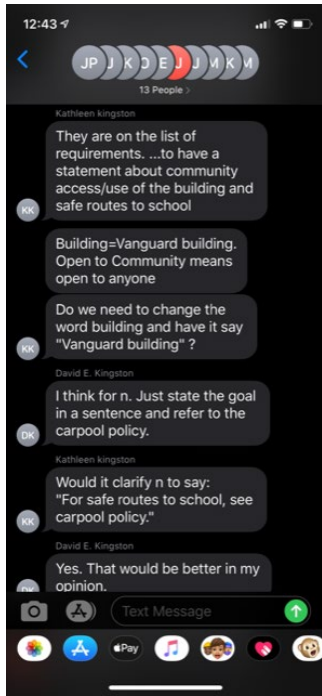 12:43
JP J K D E J J M K M
13 People >
Kathleen kingston
They are on the list of
requirements. ...to have a
statement about community
access/use of the building and
safe routes to school
KK
Building=Vanguard building.
Open to Community means
open to anyone
Do we need to change the
word building and have it say
"Vanguard building" ?
KK
David E. Kingston
I think for n. Just state the goal
in a sentence and refer to the
carpool policy.
DK
Kathleen kingston
Would it clarify n to say:
"For safe routes to school, see
carpool policy."
KK
David E. Kingston
Yes. That would be better in my
opinion.
DK
Text Message
Pay